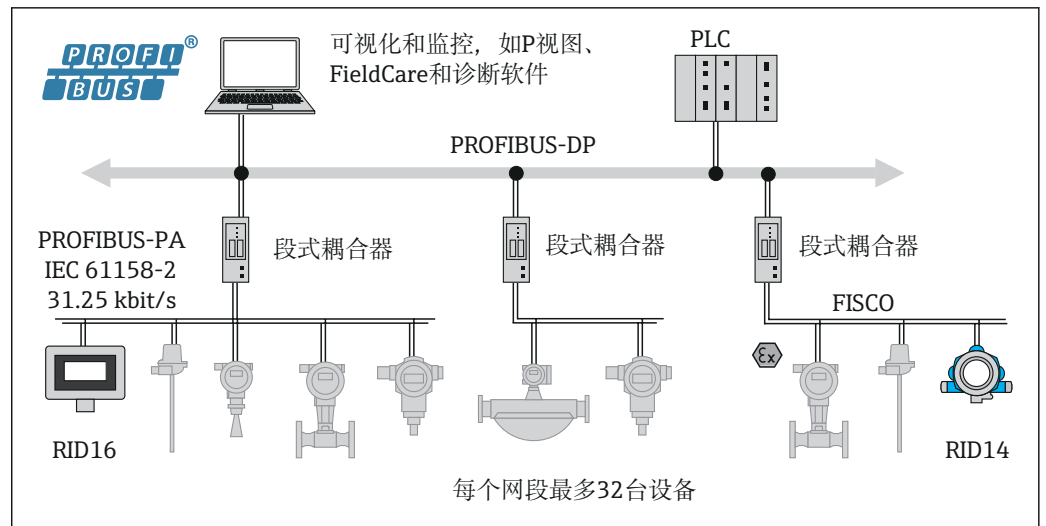 PROFI®
BUS
可视化和监控，如P视图、
FieldCare和诊断软件
PLC
PROFIBUS-DP
PROFIBUS-PA
IEC 61158-2
31.25 kbit/s
段式耦合器
段式耦合器
段式耦合器
FISCO
εx
RID16
RID14
每个网段最多32台设备